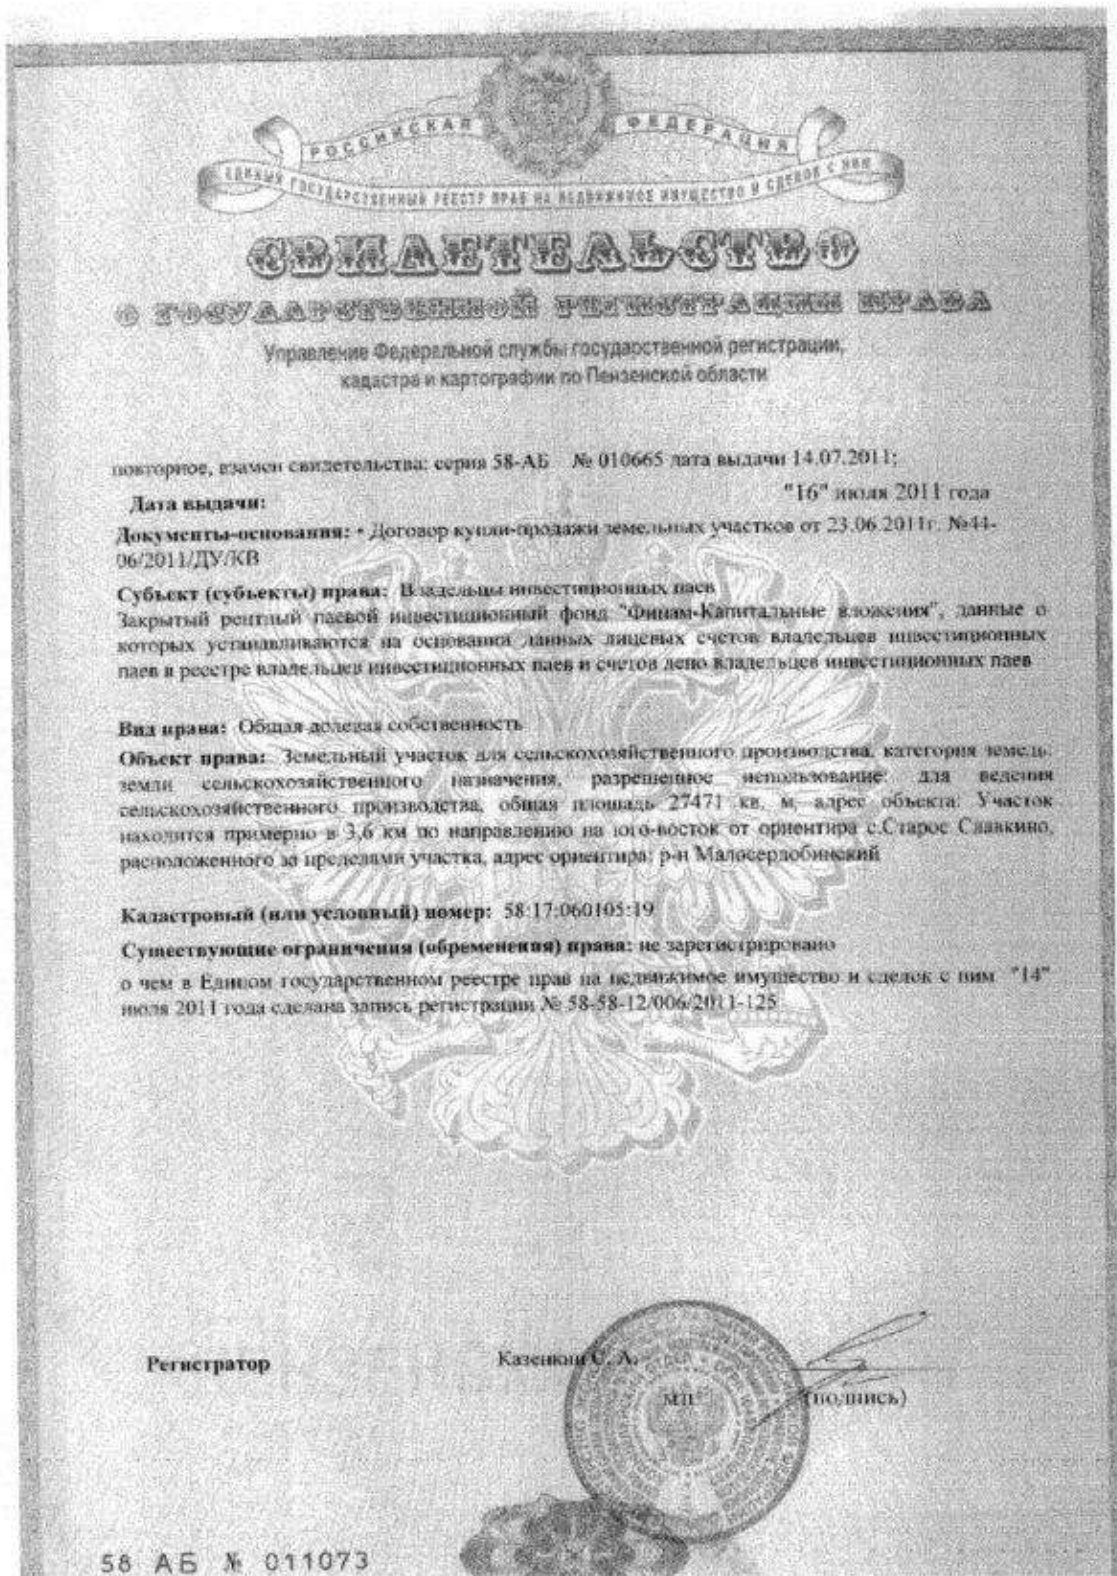 РОССИЙСКАЯ ФЕДЕРАЦИЯ
ЕДИНЫЙ ГОСУДАРСТВЕННЫЙ РЕЕСТР ПРАВ НА НЕДВИЖИМОЕ ИМУЩЕСТВО И СДЕЛОК С НИМ
СВИДЕТЕЛЬСТВО
О ГОСУДАРСТВЕННОЙ РЕГИСТРАЦИИ ПРАВА
Управление Федеральной службы государственной регистрации,
кадастра и картографии по Пензенской области
повторное, взамен свидетельства: серия 58-АБ № 010665 дата выдачи 14.07.2011;
Дата выдачи: "16" июля 2011 года
Документы-основания: • Договор купли-продажи земельных участков от 23.06.2011г. №44-
06/2011/ДУ/КВ
Субъект (субъекты) права: Владельцы инвестиционных паев
Закрытый рентный паевой инвестиционный фонд "Финам-Капитальные вложения", данные о
которых устанавливаются на основании данных лицевых счетов владельцев инвестиционных
паев в реестре владельцев инвестиционных паев и счетов депо владельцев инвестиционных паев
Вид права: Общая долевая собственность
Объект права: Земельный участок для сельскохозяйственного производства, категория земель:
земли сельскохозяйственного назначения, разрешенное использование: для ведения
сельскохозяйственного производства, общая площадь 27471 кв. м, адрес объекта: Участок
находится примерно в 3,6 км по направлению на юго-восток от ориентира с.Старое Славкино,
расположенного за пределами участка, адрес ориентира: р-н Малосердобинский
Кадастровый (или условный) номер: 58:17:060105:19
Существующие ограничения (обременения) права: не зарегистрировано
о чем в Едином государственном реестре прав на недвижимое имущество и сделок с ним "14"
июля 2011 года сделана запись регистрации № 58-58-12/006/2011-125
Регистратор Казенкин С. А.
М.П. (подпись)
58 АБ № 011073